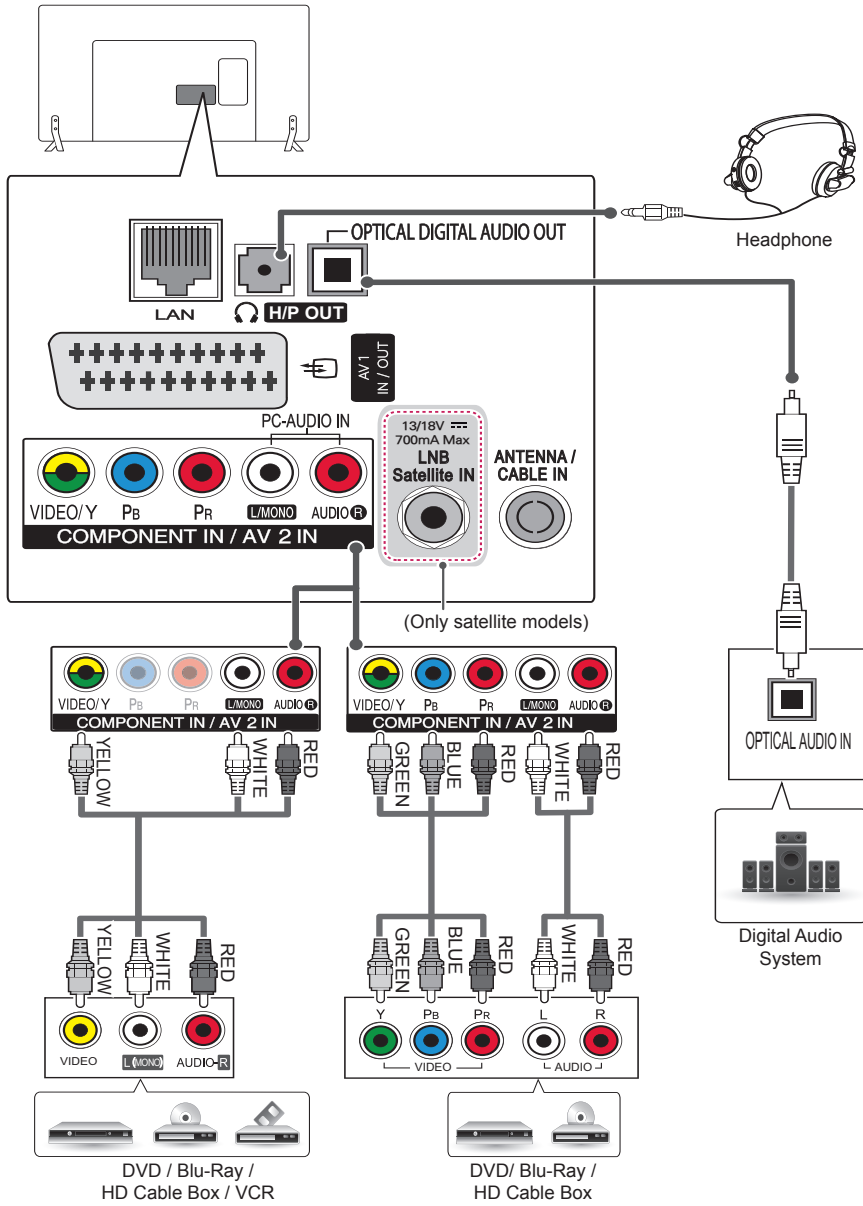 Headphone
OPTICAL DIGITAL AUDIO OUT
LAN
H/P OUT
AV1
IN / OUT
PC-AUDIO IN
VIDEO/Y PB PR L/MONO AUDIO R
COMPONENT IN / AV 2 IN
13/18V
700mA Max
LNB
Satellite IN
ANTENNA /
CABLE IN
(Only satellite models)
VIDEO/Y PB PR L/MONO AUDIO R
COMPONENT IN / AV 2 IN
YELLOW WHITE RED
YELLOW WHITE RED
VIDEO L(MONO) AUDIO-R
DVD / Blu-Ray /
HD Cable Box / VCR
VIDEO/Y PB PR L/MONO AUDIO R
COMPONENT IN / AV 2 IN
GREEN BLUE RED WHITE RED
GREEN BLUE RED WHITE RED
Y PB PR L R
VIDEO AUDIO
DVD/ Blu-Ray /
HD Cable Box
OPTICAL AUDIO IN
Digital Audio
System